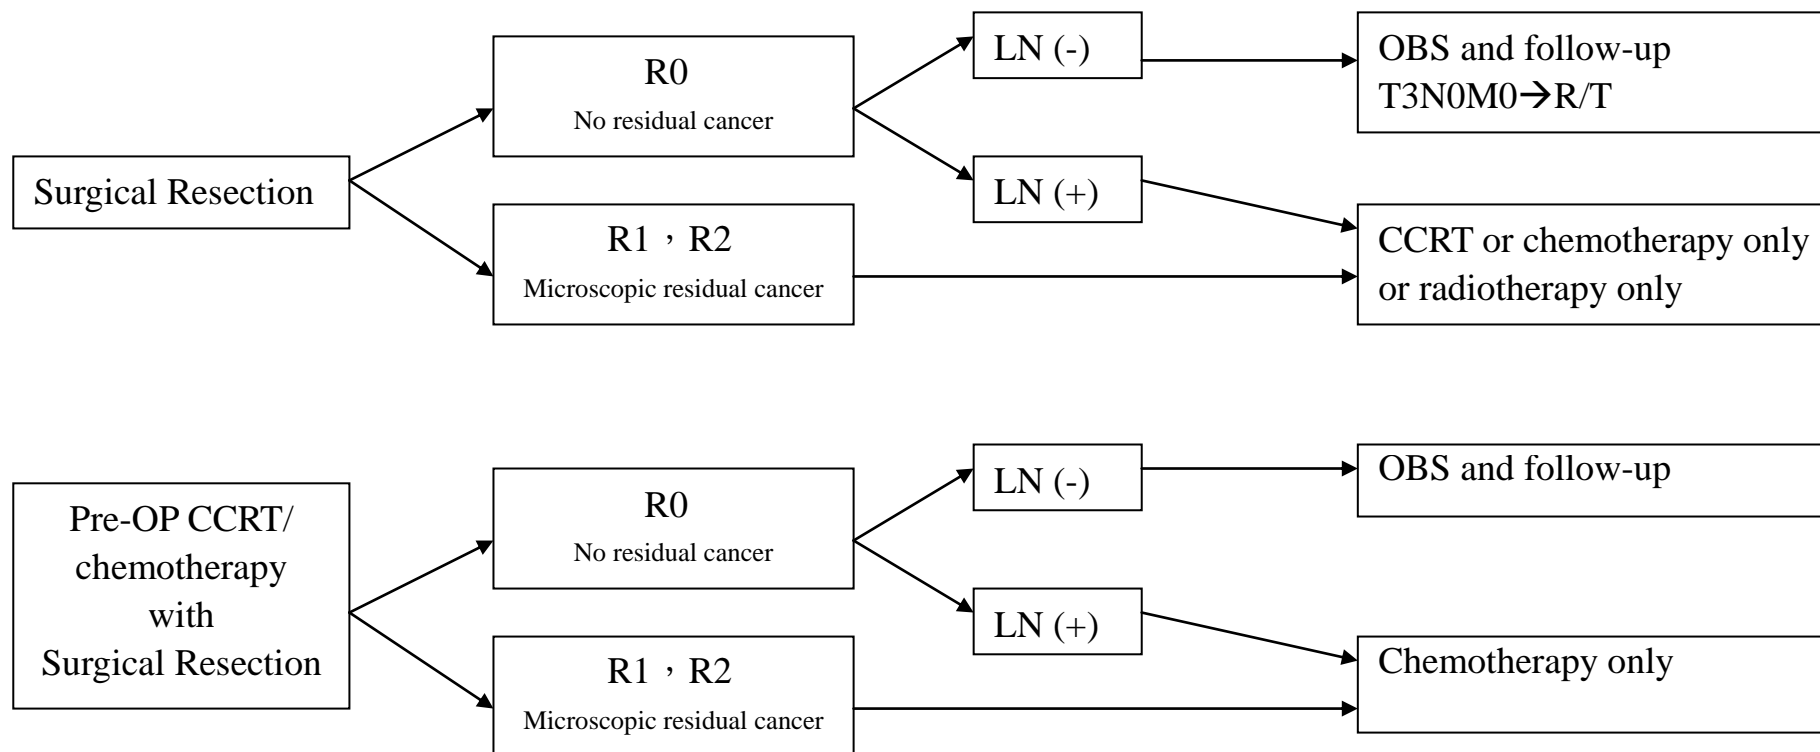 Surgical Resection
R0
No residual cancer
R1，R2
Microscopic residual cancer
LN (-)
LN (+)
OBS and follow-up
T3N0M0→R/T
CCRT or chemotherapy only
or radiotherapy only
Pre-OP CCRT/
chemotherapy
with
Surgical Resection
R0
No residual cancer
R1，R2
Microscopic residual cancer
LN (-)
LN (+)
OBS and follow-up
Chemotherapy only